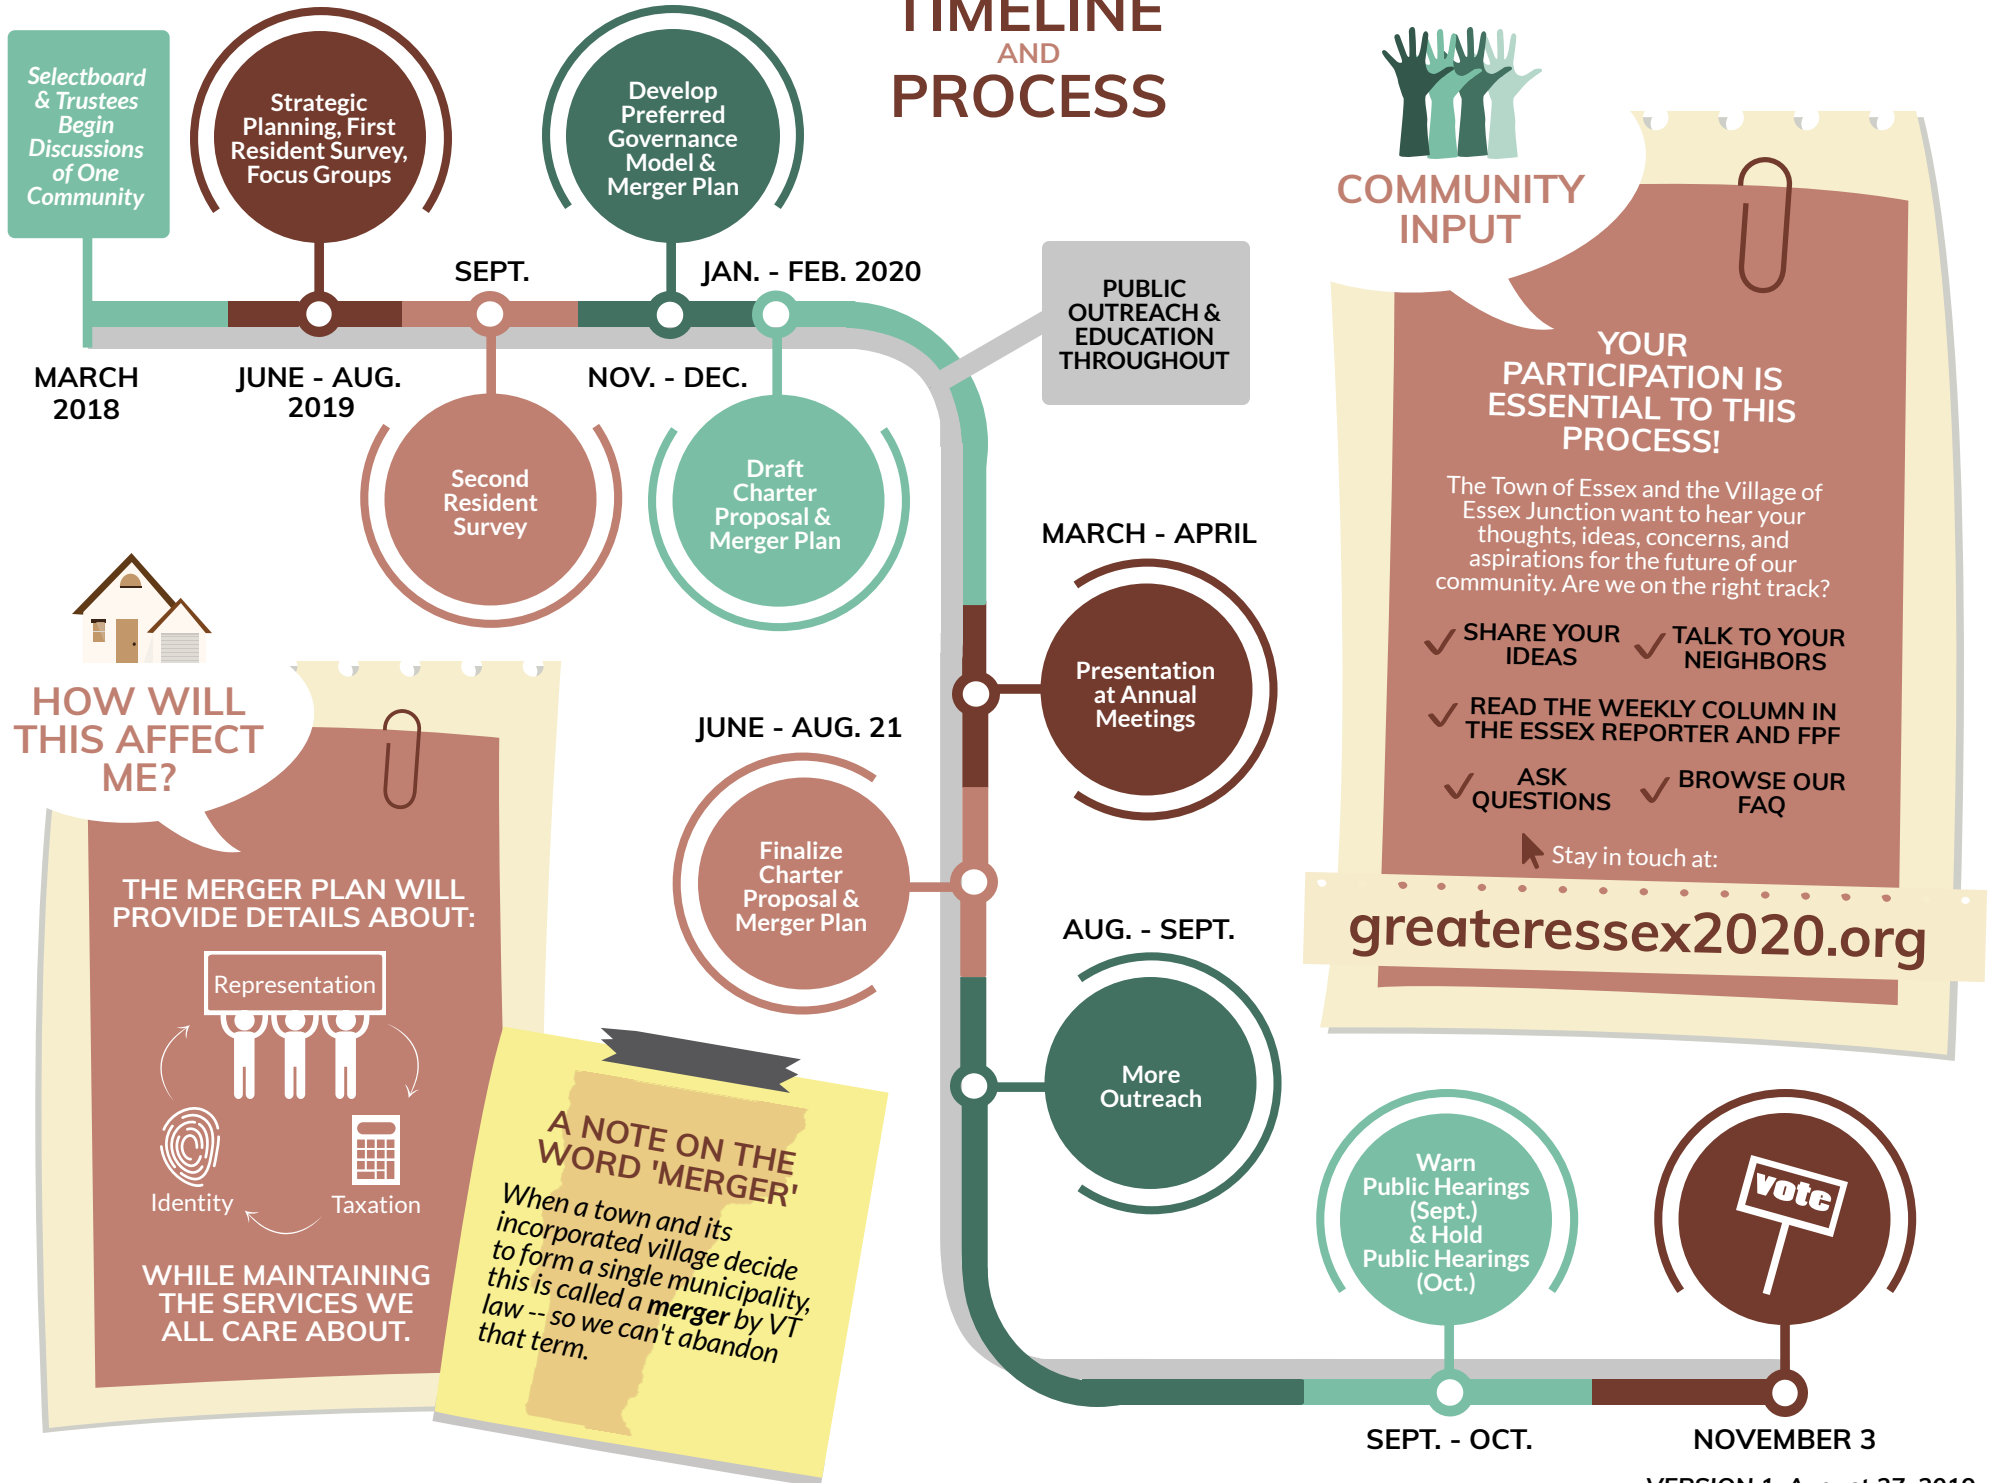 TIMELINE
AND
PROCESS
Selectboard
& Trustees
Begin
Discussions
of One
Community
MARCH
2018
Strategic
Planning, First
Resident Survey,
Focus Groups
JUNE - AUG.
2019
SEPT.
Second
Resident
Survey
Develop
Preferred
Governance
Model &
Merger Plan
NOV. - DEC.
JAN. - FEB. 2020
Draft
Charter
Proposal &
Merger Plan
PUBLIC
OUTREACH &
EDUCATION
THROUGHOUT
MARCH - APRIL
Presentation
at Annual
Meetings
JUNE - AUG. 21
Finalize
Charter
Proposal &
Merger Plan
AUG. - SEPT.
More
Outreach
Warn
Public Hearings
(Sept.)
& Hold
Public Hearings
(Oct.)
SEPT. - OCT.
vote
NOVEMBER 3
COMMUNITY
INPUT
YOUR
PARTICIPATION IS
ESSENTIAL TO THIS
PROCESS!
The Town of Essex and the Village of
Essex Junction want to hear your
thoughts, ideas, concerns, and
aspirations for the future of our
community. Are we on the right track?
SHARE YOUR
IDEAS
TALK TO YOUR
NEIGHBORS
READ THE WEEKLY COLUMN IN
THE ESSEX REPORTER AND FPF
ASK
QUESTIONS
BROWSE OUR
FAQ
Stay in touch at:
greateressex2020.org
HOW WILL
THIS AFFECT
ME?
THE MERGER PLAN WILL
PROVIDE DETAILS ABOUT:
Representation
Identity
Taxation
WHILE MAINTAINING
THE SERVICES WE
ALL CARE ABOUT.
A NOTE ON THE
WORD 'MERGER'
When a town and its
incorporated village decide
to form a single municipality,
this is called a merger by VT
law -- so we can't abandon
that term.
VERSION 1, August 27, 2019